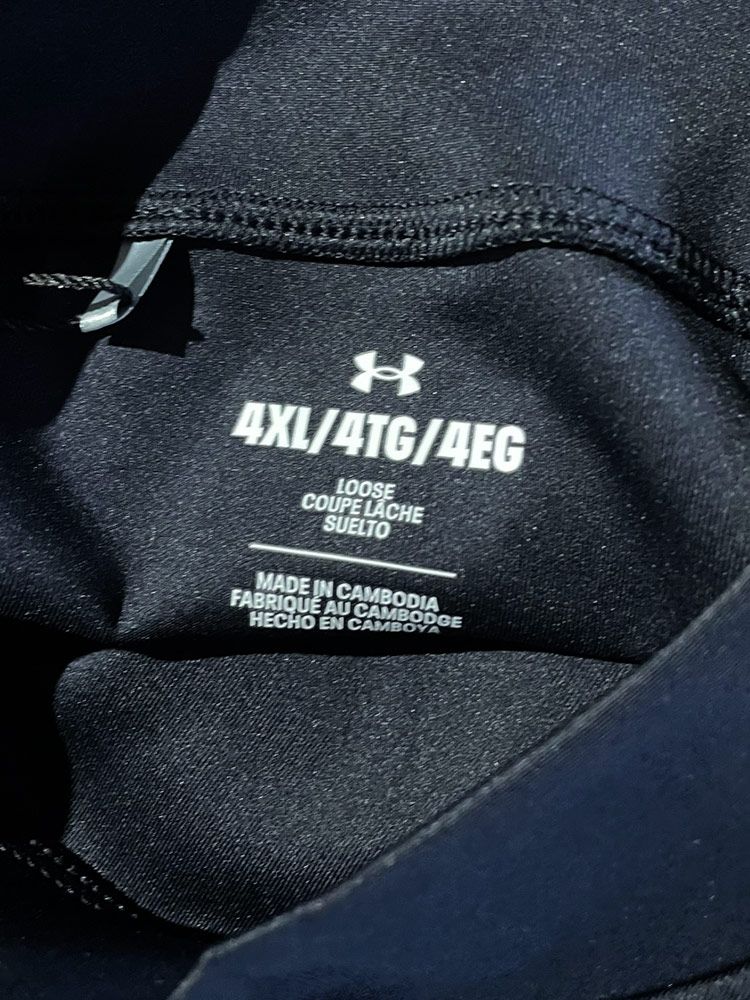 4XL/4TG/4EG
LOOSE
COUPE LÂCHE
SUELTO
MADE IN CAMBODIA
FABRIQUÉ AU CAMBODGE
HECHO EN CAMBOYA